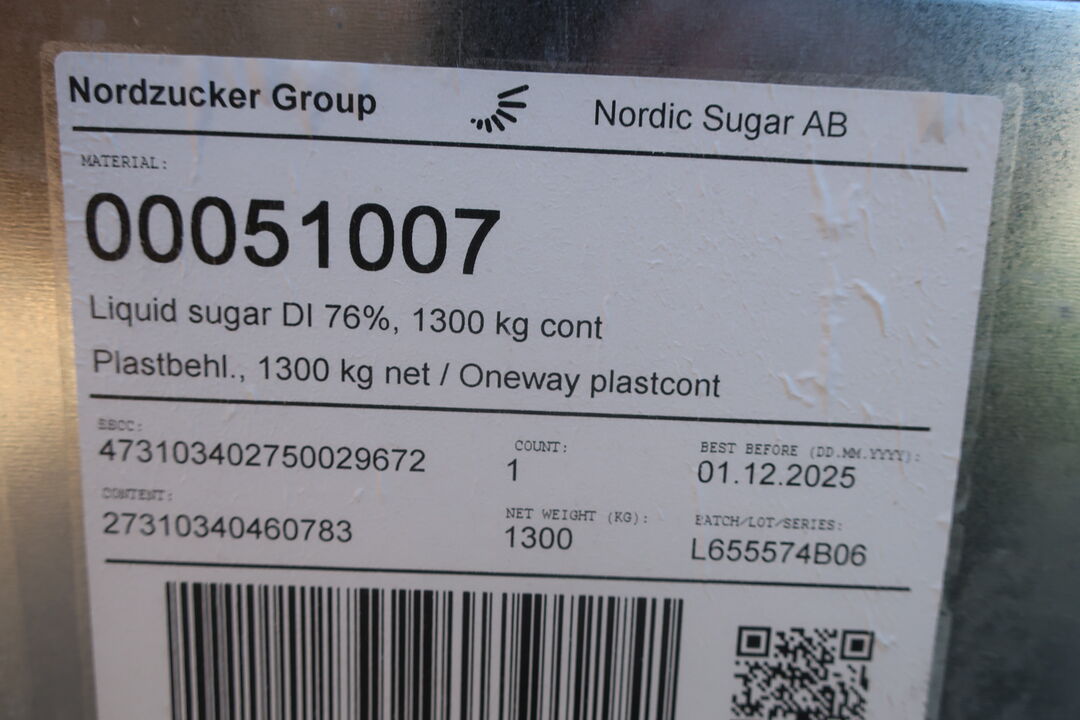 Nordzucker Group Nordic Sugar AB
MATERIAL:
00051007
Liquid sugar DI 76%, 1300 kg cont
Plastbehl., 1300 kg net / Oneway plastcont
SSCC: COUNT: BEST BEFORE (DD.MM.YYYY):
473103402750029672 1 01.12.2025
CONTENT: NET WEIGHT (KG): BATCH/LOT/SERIES:
27310340460783 1300 L655574B06